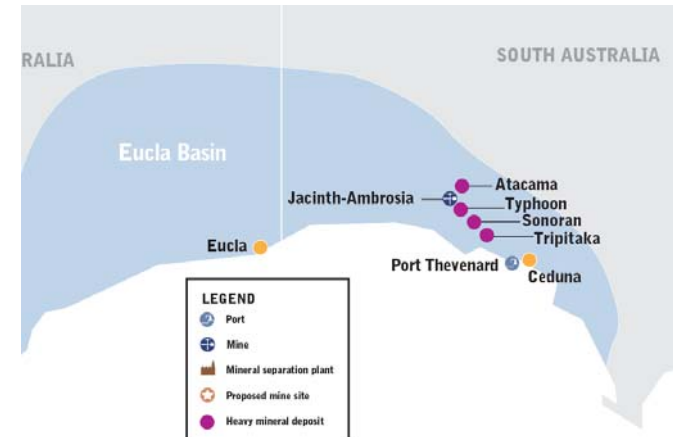 RALIA
SOUTH AUSTRALIA
Eucla Basin
Atacama
Jacinth-Ambrosia
Typhoon
Sonoran
Tripitaka
Eucla
Port Thevenard
Ceduna
LEGEND
Port
Mine
Mineral separation plant
Proposed mine site
Heavy mineral deposit